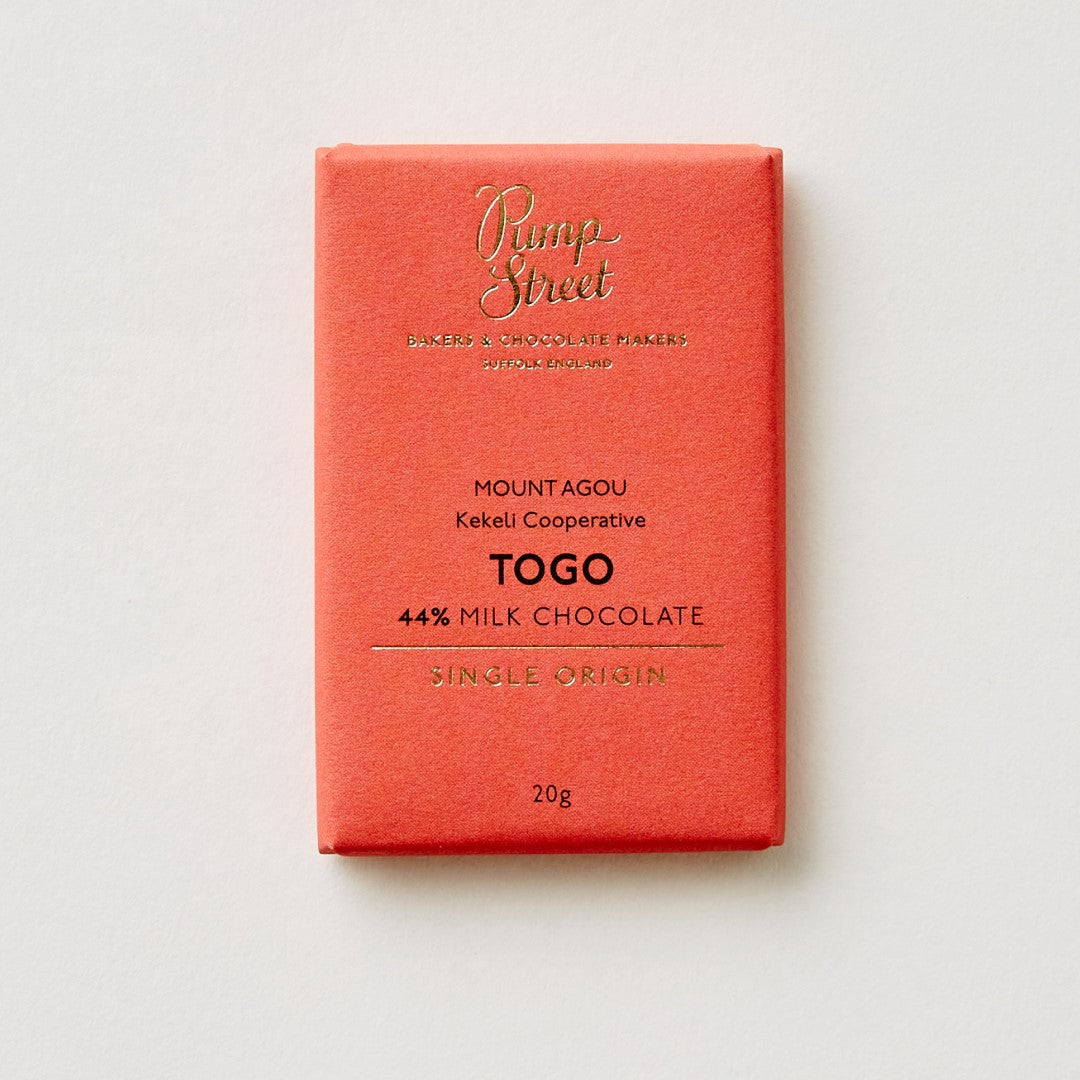 Pump
Street
BAKERS & CHOCOLATE MAKERS
SUFFOLK ENGLAND
MOUNT AGOU
Kekeli Cooperative
TOGO
44% MILK CHOCOLATE
SINGLE ORIGIN
20g